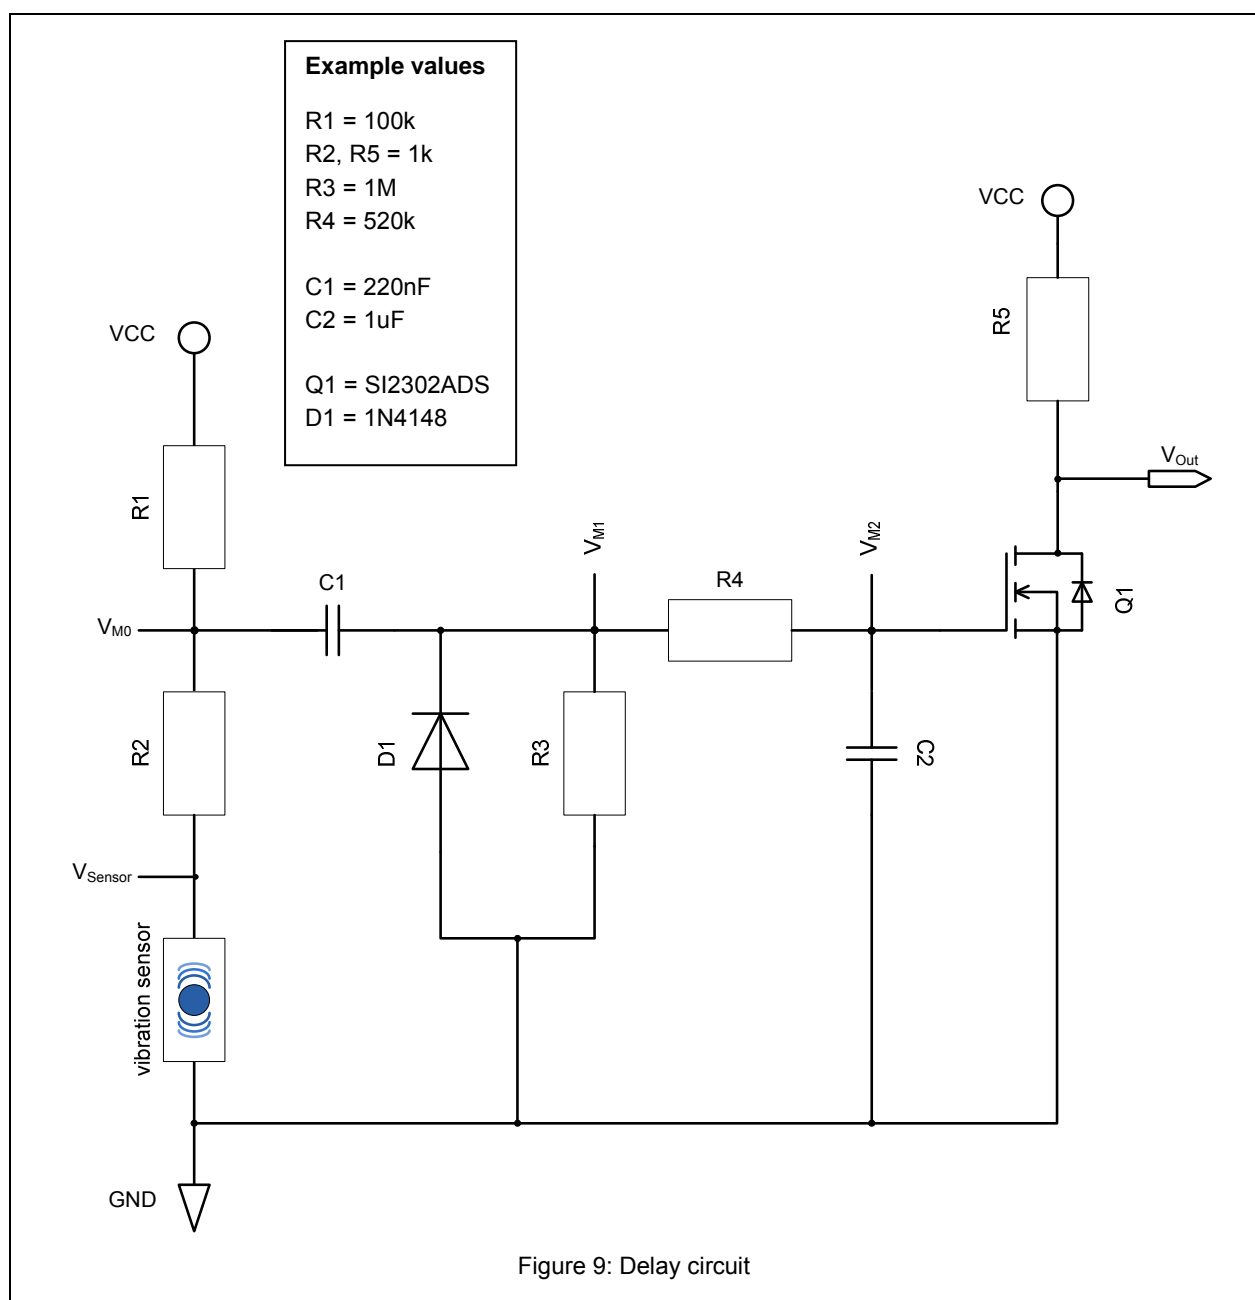 Example values
R1 = 100k
R2, R5 = 1k
R3 = 1M
R4 = 520k
C1 = 220nF
C2 = 1uF
Q1 = SI2302ADS
D1 = 1N4148
VCC
R5
VOut
VCC
R1
VM0
C1
VM1
R4
VM2
Q1
R2
D1
R3
C2
VSensor
vibration sensor
GND
Figure 9: Delay circuit